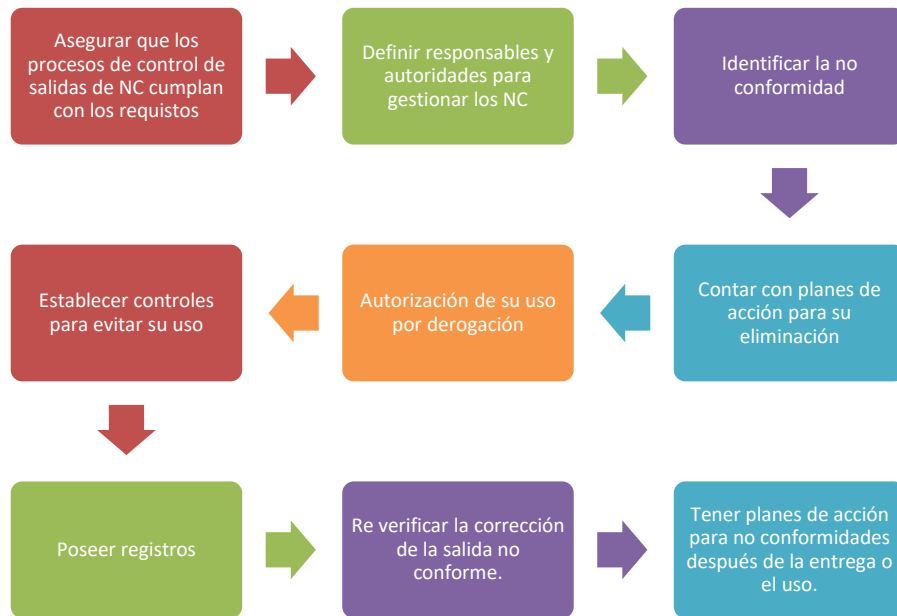 Asegurar que los
procesos de control de
salidas de NC cumplan
con los requistos
Definir responsables y
autoridades para
gestionar los NC
Identificar la no
conformidad
Contar con planes de
acción para su
eliminación
Autorización de su uso
por derogación
Establecer controles
para evitar su uso
Poseer registros
Re verificar la corrección
de la salida no
conforme.
Tener planes de acción
para no conformidades
después de la entrega o
el uso.